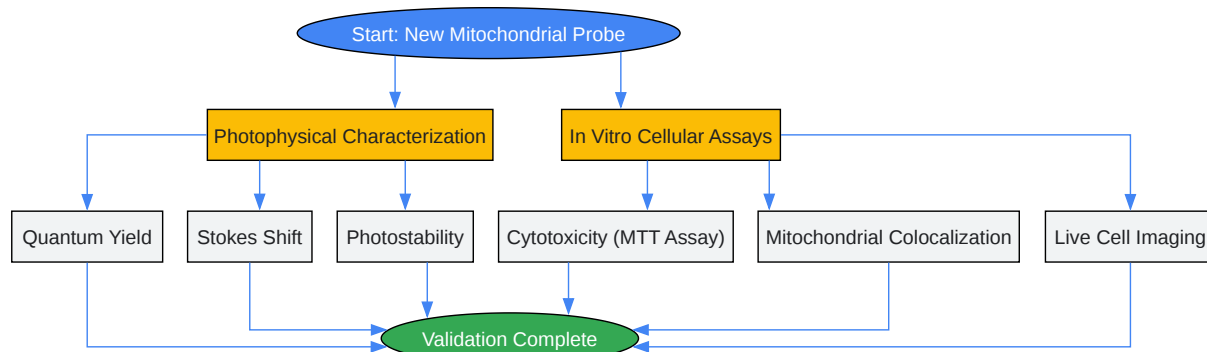 Start: New Mitochondrial Probe
Photophysical Characterization
In Vitro Cellular Assays
Quantum Yield
Stokes Shift
Photostability
Cytotoxicity (MTT Assay)
Mitochondrial Colocalization
Live Cell Imaging
Validation Complete